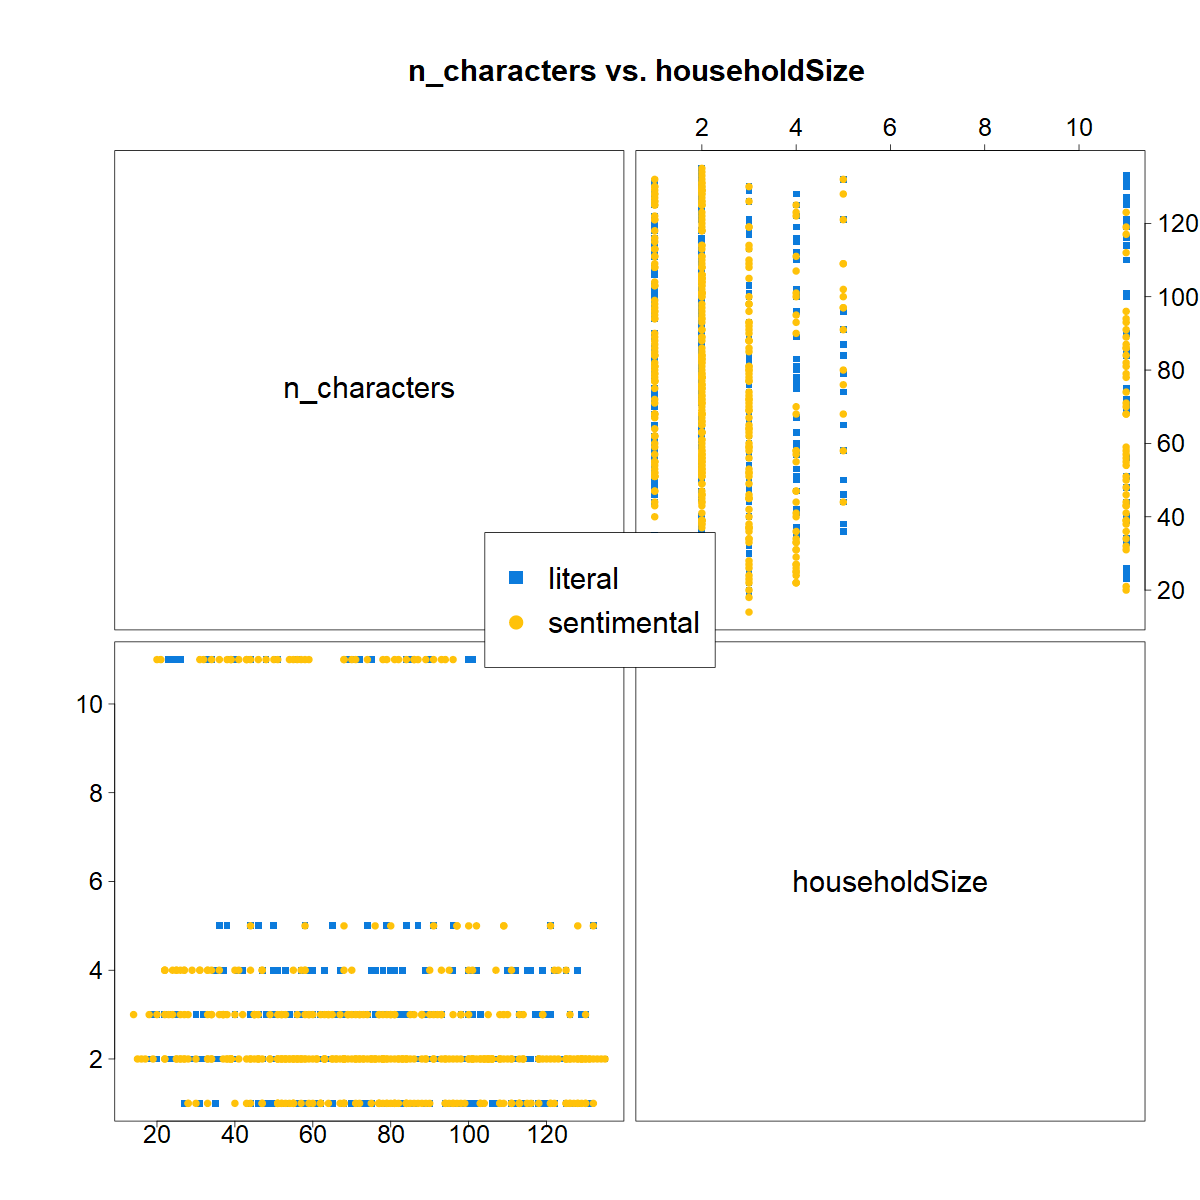 n_characters vs. householdSize
2 4 6 8 10
n_characters
120
100
80
60
40
20
literal
sentimental
10
8
6
4
2
householdSize
20 40 60 80 100 120